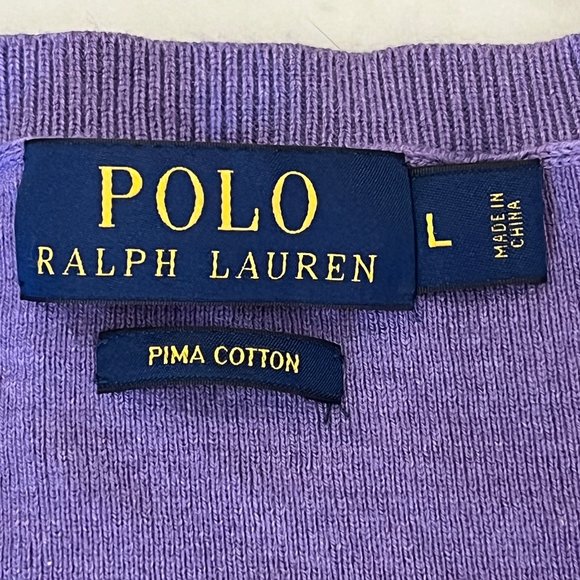 POLO
RALPH LAUREN
L
MADE IN
CHINA
PIMA COTTON